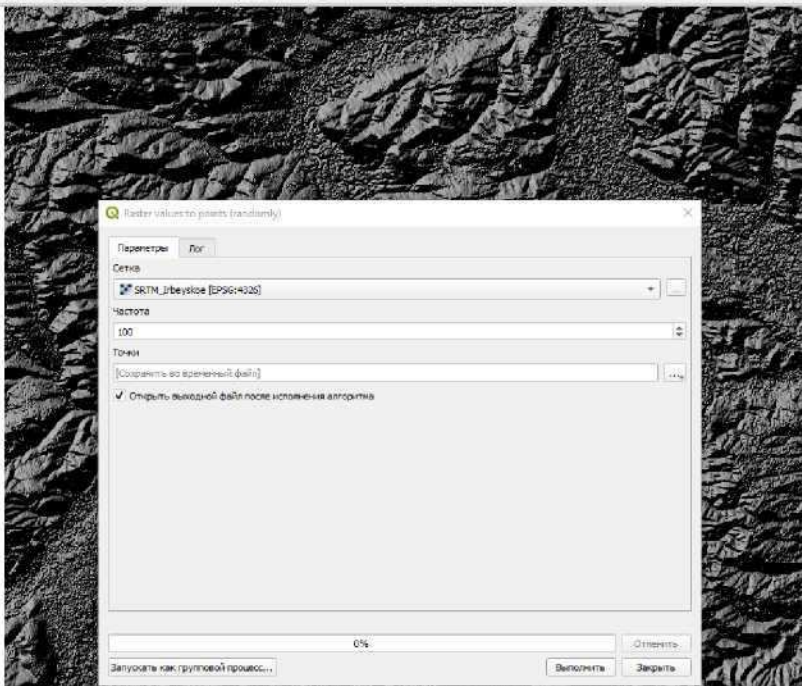 Raster values to points (randomly)
Параметры Лог
Сетка
SRTM_Irbeyskoe [EPSG:4326]
...
Частота
100
Точки
[Сохранить во временный файл]
...
Открыть выходной файл после исполнения алгоритма
0%
Отменить
Запускать как групповой процесс...
Выполнить Закрыть